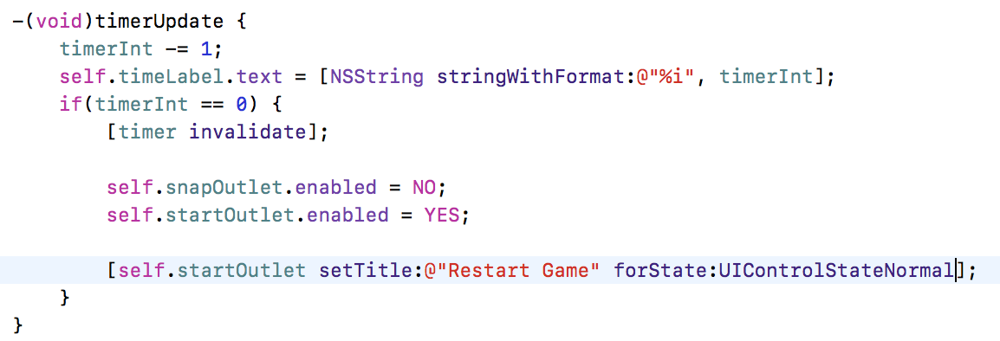 -(void)timerUpdate {
    timerInt -= 1;
    self.timeLabel.text = [NSString stringWithFormat:@"%i", timerInt];
    if(timerInt == 0) {
        [timer invalidate];

        self.snapOutlet.enabled = NO;
        self.startOutlet.enabled = YES;

        [self.startOutlet setTitle:@"Restart Game" forState:UIControlStateNormal];
    }
}